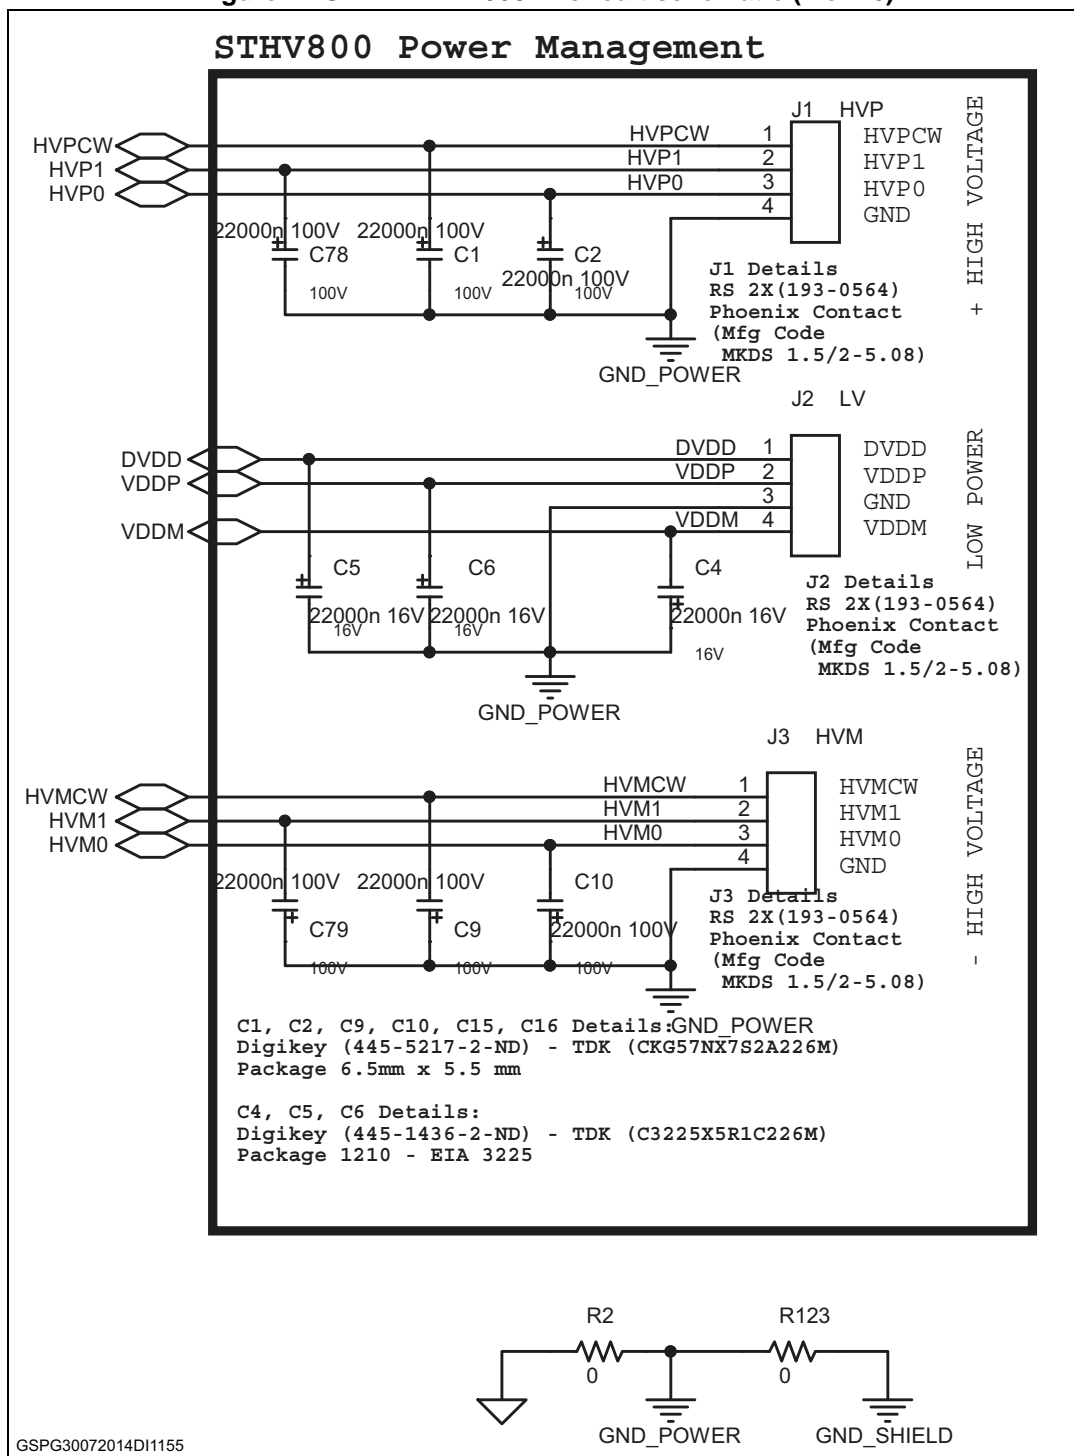 STHV800 Power Management
J1 HVP
HVPCW
HVP1
HVP0
HVPCW 1
HVP1 2
HVP0 3
4
HVPCW
HVP1
HVP0
GND
+ HIGH VOLTAGE
22000n 100V
C78
100V
22000n 100V
C1
100V
C2
22000n 100V
100V
GND_POWER
J1 Details
RS 2X(193-0564)
Phoenix Contact
(Mfg Code
MKDS 1.5/2-5.08)
J2 LV
DVDD
VDDP
VDDM
DVDD 1
VDDP 2
3
VDDM 4
DVDD
VDDP
GND
VDDM
LOW POWER
C5
22000n 16V
16V
C6
22000n 16V
16V
C4
22000n 16V
16V
GND_POWER
J2 Details
RS 2X(193-0564)
Phoenix Contact
(Mfg Code
MKDS 1.5/2-5.08)
J3 HVM
HVMCW
HVM1
HVM0
HVMCW 1
HVM1 2
HVM0 3
4
HVMCW
HVM1
HVM0
GND
- HIGH VOLTAGE
22000n 100V
C79
100V
22000n 100V
C9
100V
C10
22000n 100V
100V
GND_POWER
J3 Details
RS 2X(193-0564)
Phoenix Contact
(Mfg Code
MKDS 1.5/2-5.08)
C1, C2, C9, C10, C15, C16 Details:
Digikey (445-5217-2-ND) - TDK (CKG57NX7S2A226M)
Package 6.5mm x 5.5 mm
C4, C5, C6 Details:
Digikey (445-1436-2-ND) - TDK (C3225X5R1C226M)
Package 1210 - EIA 3225
R2
0
R123
0
GND_POWER
GND_SHIELD
GSPG30072014DI1155